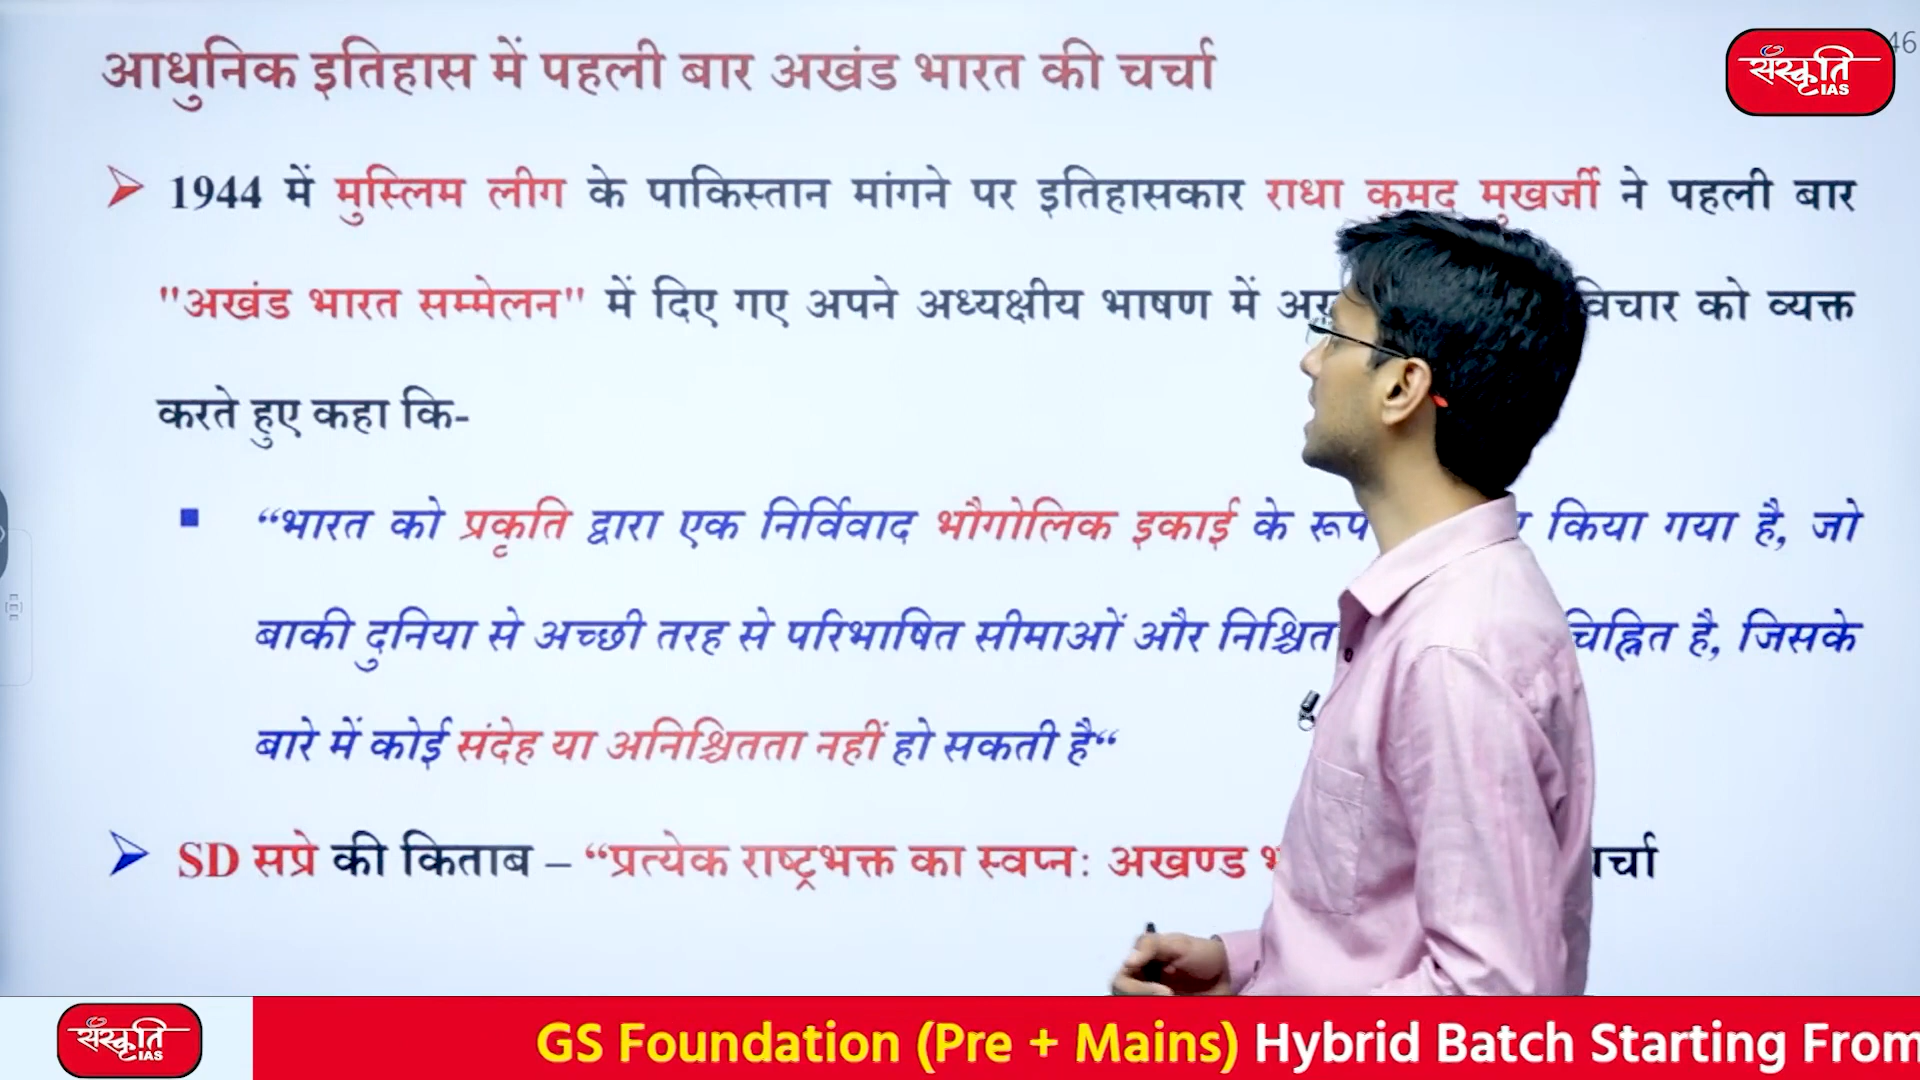 आधुनिक इतिहास में पहली बार अखंड भारत की चर्चा
46
संस्कृति
IAS
➢ 1944 में मुस्लिम लीग के पाकिस्तान मांगने पर इतिहासकार राधा कुमुद मुखर्जी ने पहली बार
"अखंड भारत सम्मेलन" में दिए गए अपने अध्यक्षीय भाषण में विचार को व्यक्त
करते हुए कहा कि-
▪ “भारत को प्रकृति द्वारा एक निर्विवाद भौगोलिक इकाई के रूप किया गया है, जो
बाकी दुनिया से अच्छी तरह से परिभाषित सीमाओं और निश्चित चिह्नित है, जिसके
बारे में कोई संदेह या अनिश्चितता नहीं हो सकती है“
➢ SD सप्रे की किताब – “प्रत्येक राष्ट्रभक्त का स्वप्न: अखण्ड चर्चा
संस्कृति
IAS
GS Foundation (Pre + Mains) Hybrid Batch Starting From